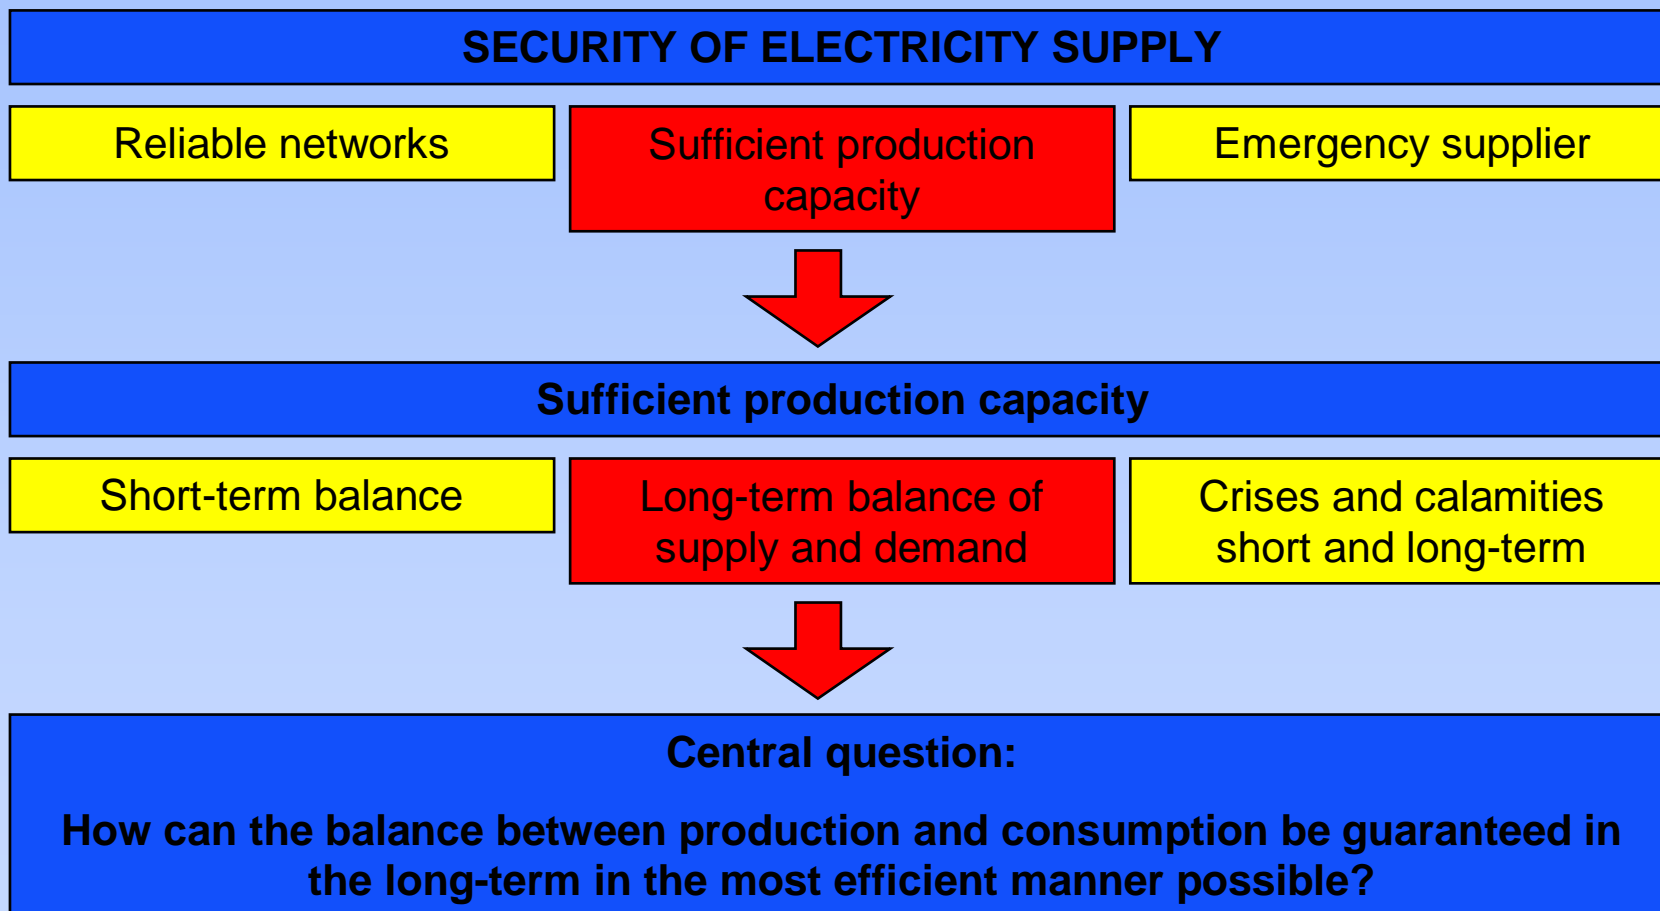 SECURITY OF ELECTRICITY SUPPLY
Reliable networks
Sufficient production
capacity
Emergency supplier
Sufficient production capacity
Short-term balance
Long-term balance of
supply and demand
Crises and calamities
short and long-term
Central question:
How can the balance between production and consumption be guaranteed in
the long-term in the most efficient manner possible?